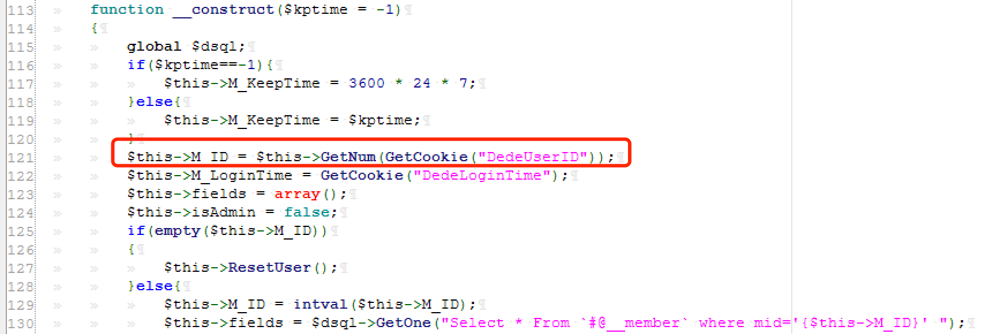 113 function __construct($kptime = -1)
114 {
115 global $dsql;
116 if($kptime==-1){
117 $this->M_KeepTime = 3600 * 24 * 7;
118 }else{
119 $this->M_KeepTime = $kptime;
120 }
121 $this->M_ID = $this->GetNum(GetCookie("DedeUserID"));
122 $this->M_LoginTime = GetCookie("DedeLoginTime");
123 $this->fields = array();
124 $this->isAdmin = false;
125 if(empty($this->M_ID))
126 {
127 $this->ResetUser();
128 }else{
129 $this->M_ID = intval($this->M_ID);
130 $this->fields = $dsql->GetOne("Select * From `#@__member` where mid='{$this->M_ID}' ");